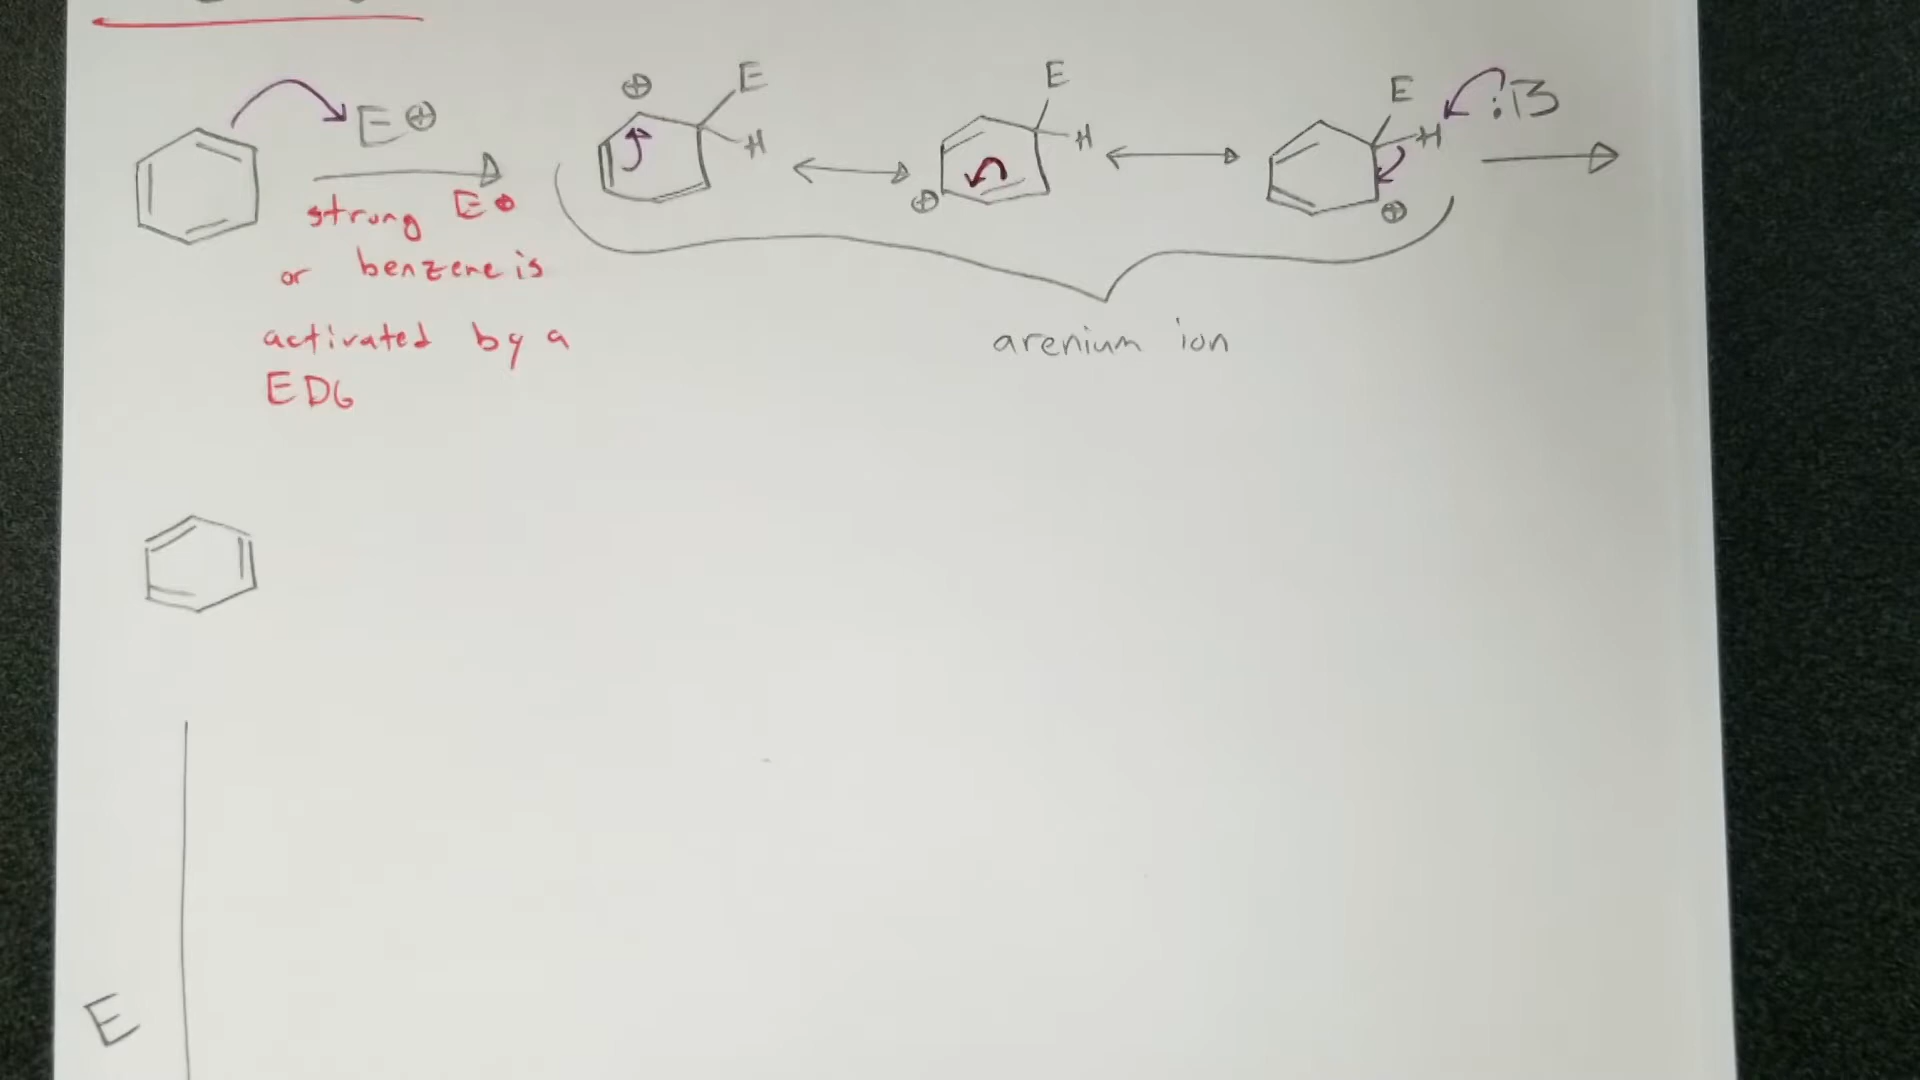 E⊕
strong E⊕
or benzene is
activated by a
EDG
⊕ E
H
E
H
⊕
E
H :B
⊕
arenium ion
E